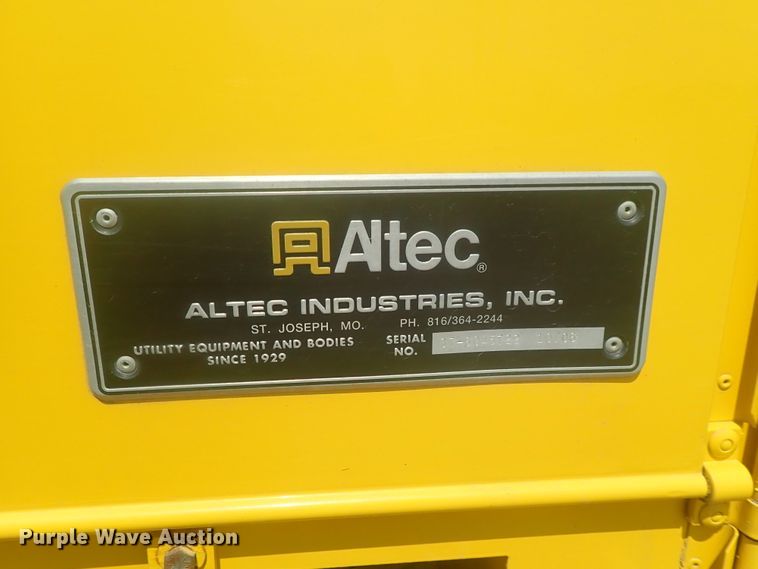 Altec®
ALTEC INDUSTRIES, INC.
ST. JOSEPH, MO. PH. 816/364-2244
UTILITY EQUIPMENT AND BODIES
SINCE 1929
SERIAL
NO.
Purple Wave Auction